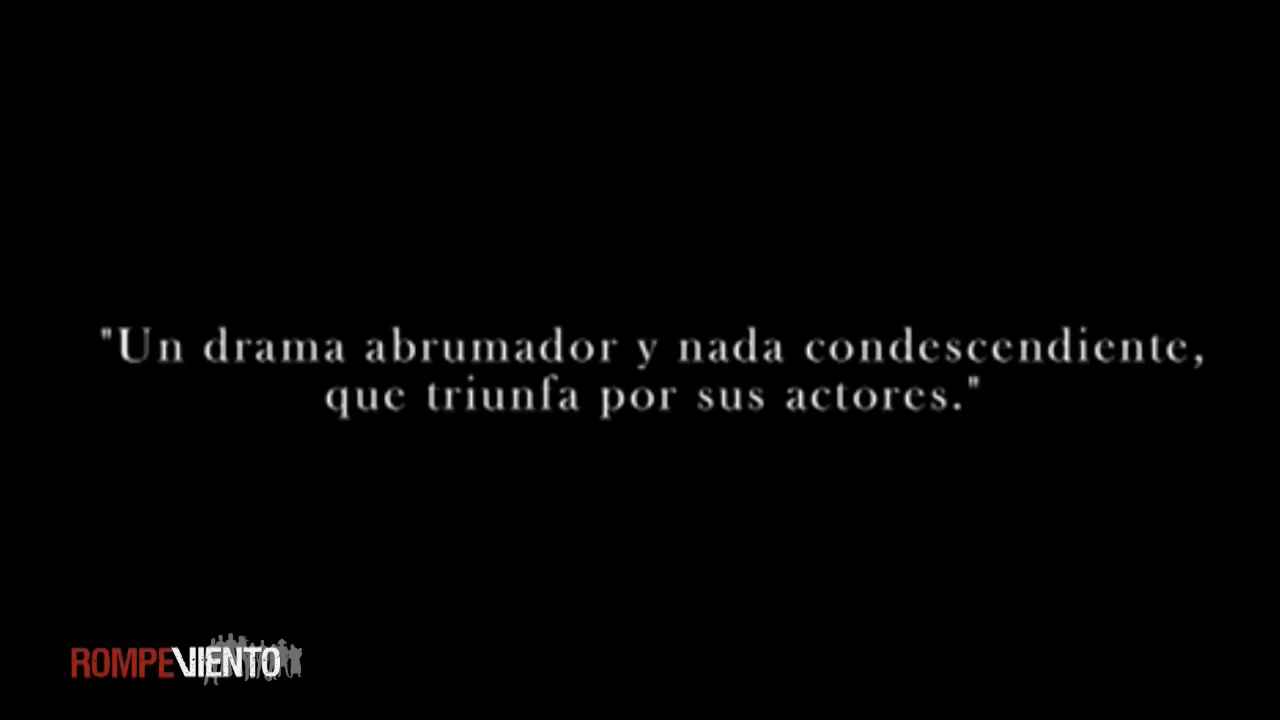 "Un drama abrumador y nada condescendiente,
que triunfa por sus actores."
ROMPEVIENTO